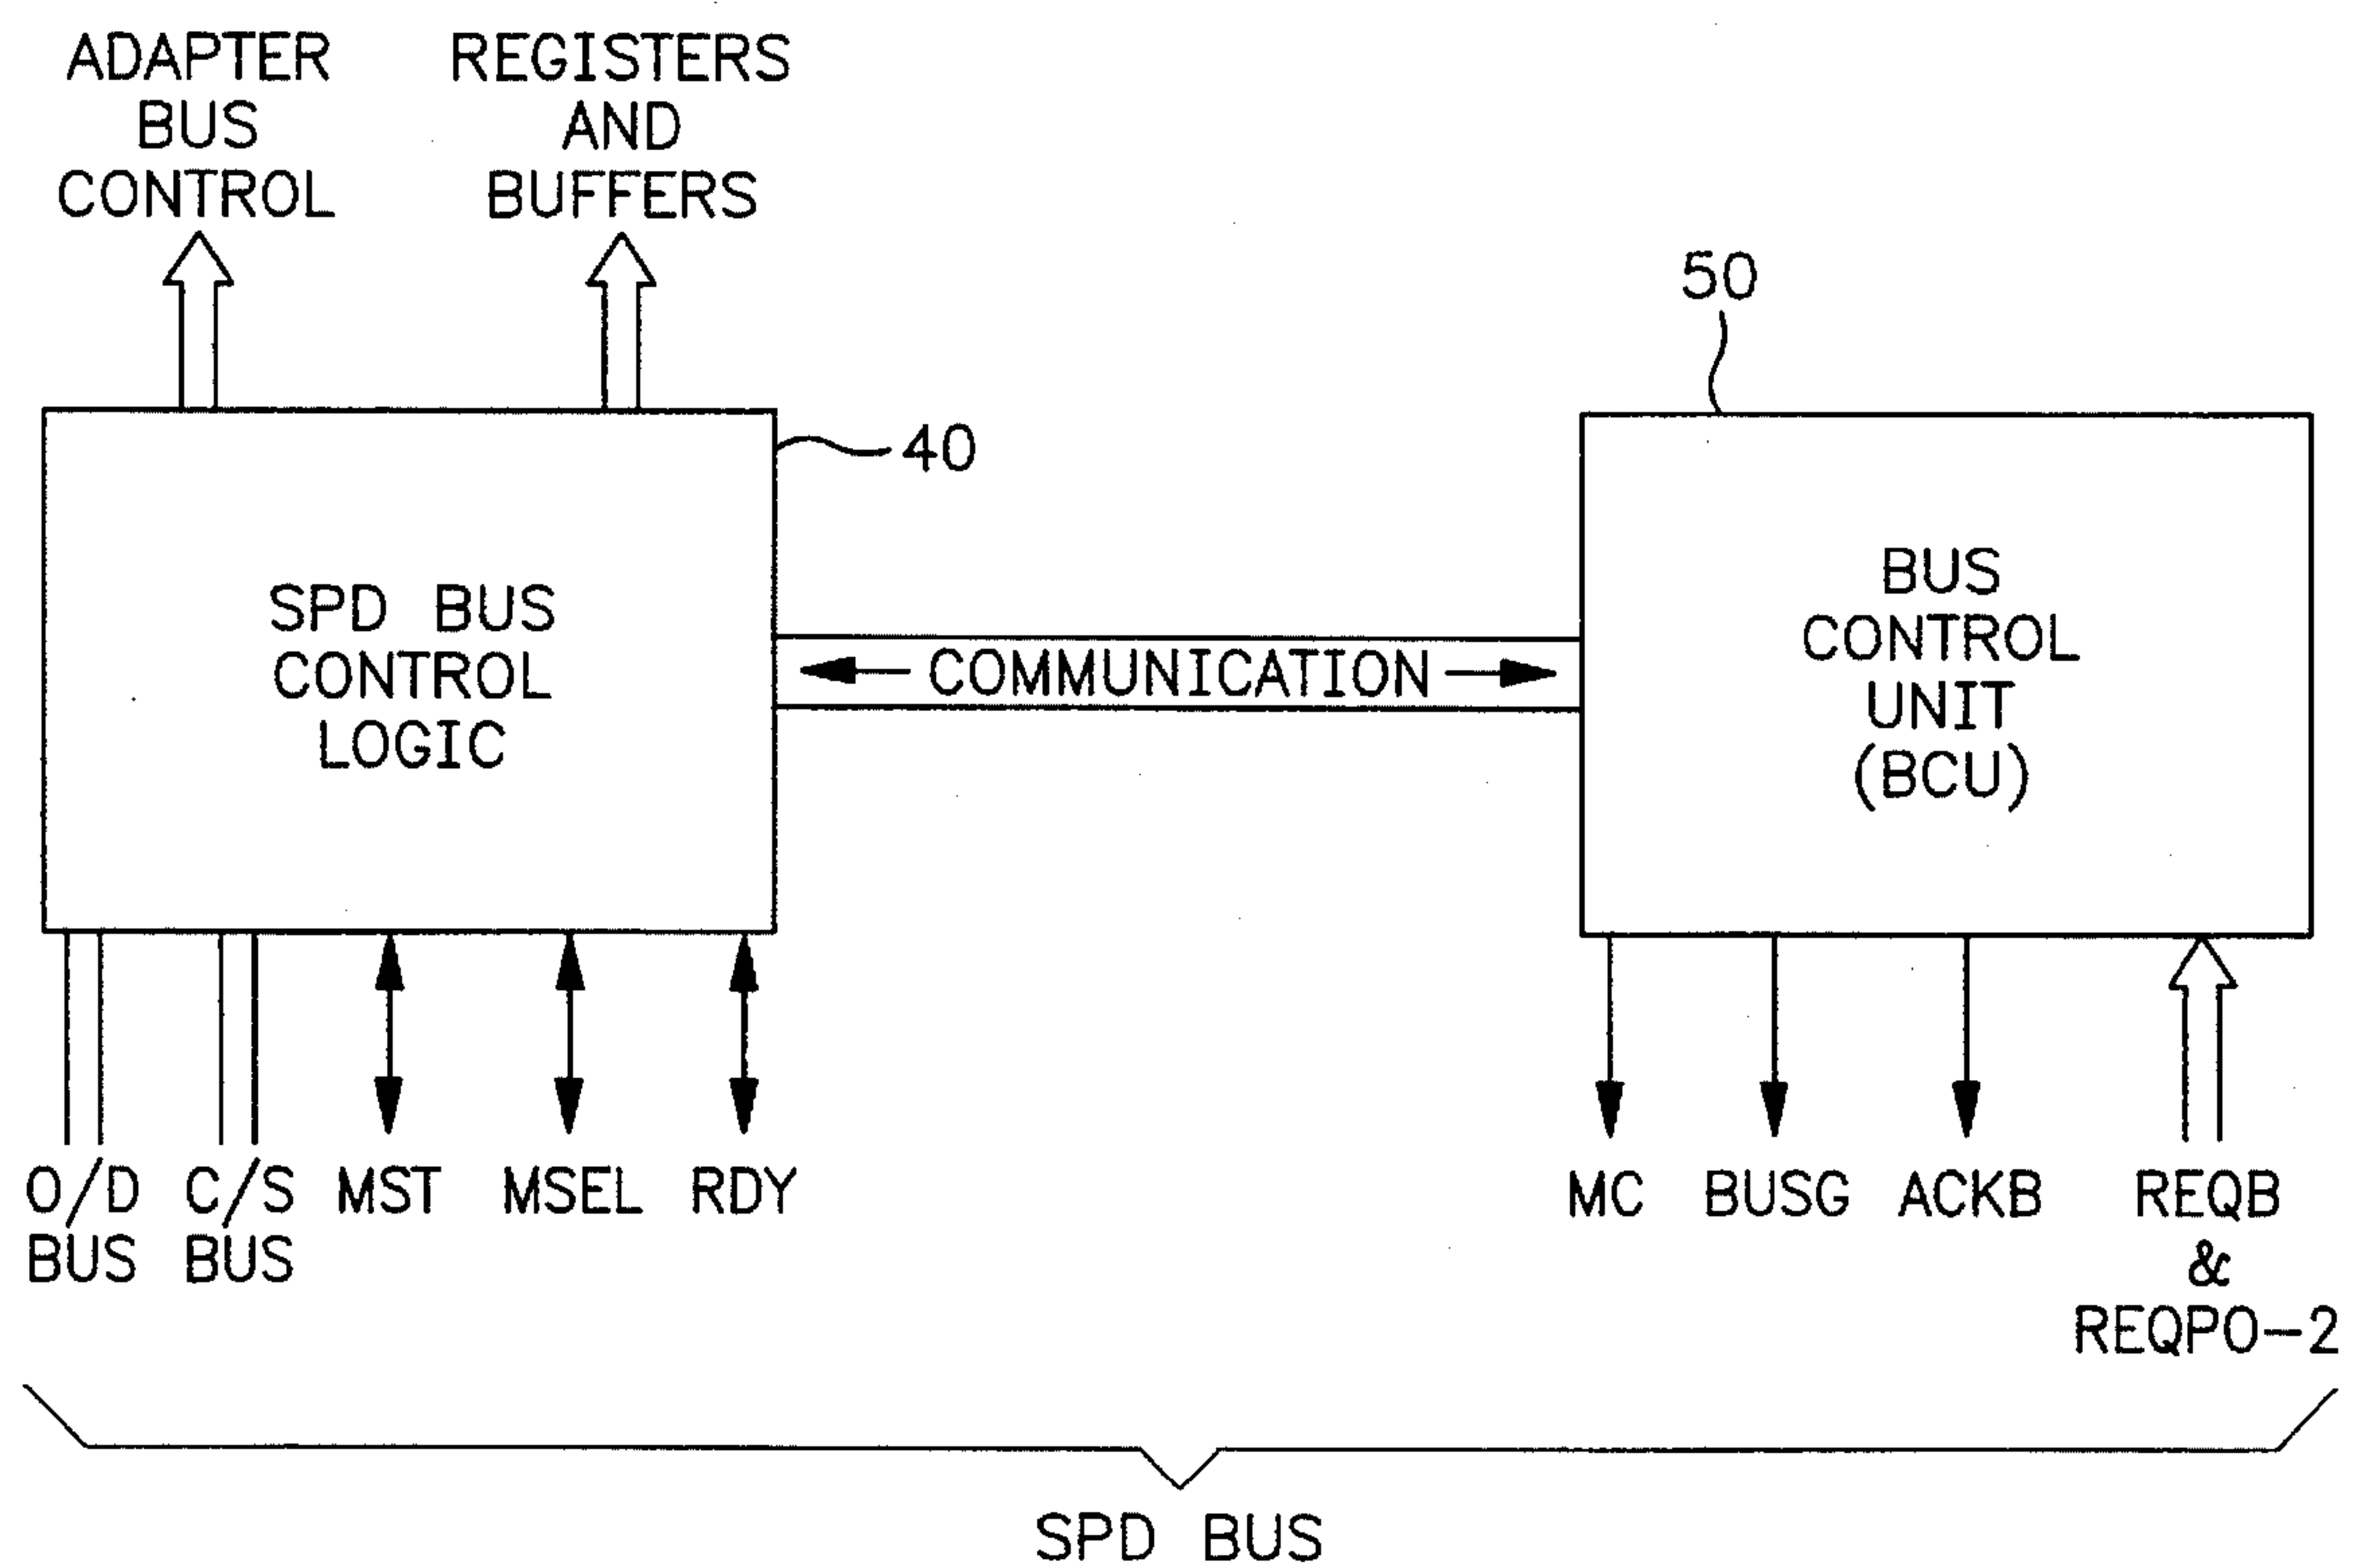 ADAPTER
BUS
CONTROL
REGISTERS
AND
BUFFERS
50
40
SPD BUS
CONTROL
LOGIC
COMMUNICATION
BUS
CONTROL
UNIT
(BCU)
O/D
BUS
C/S
BUS
MST
MSEL
RDY
MC
BUSG
ACKB
REQB
&
REQPO-2
SPD BUS